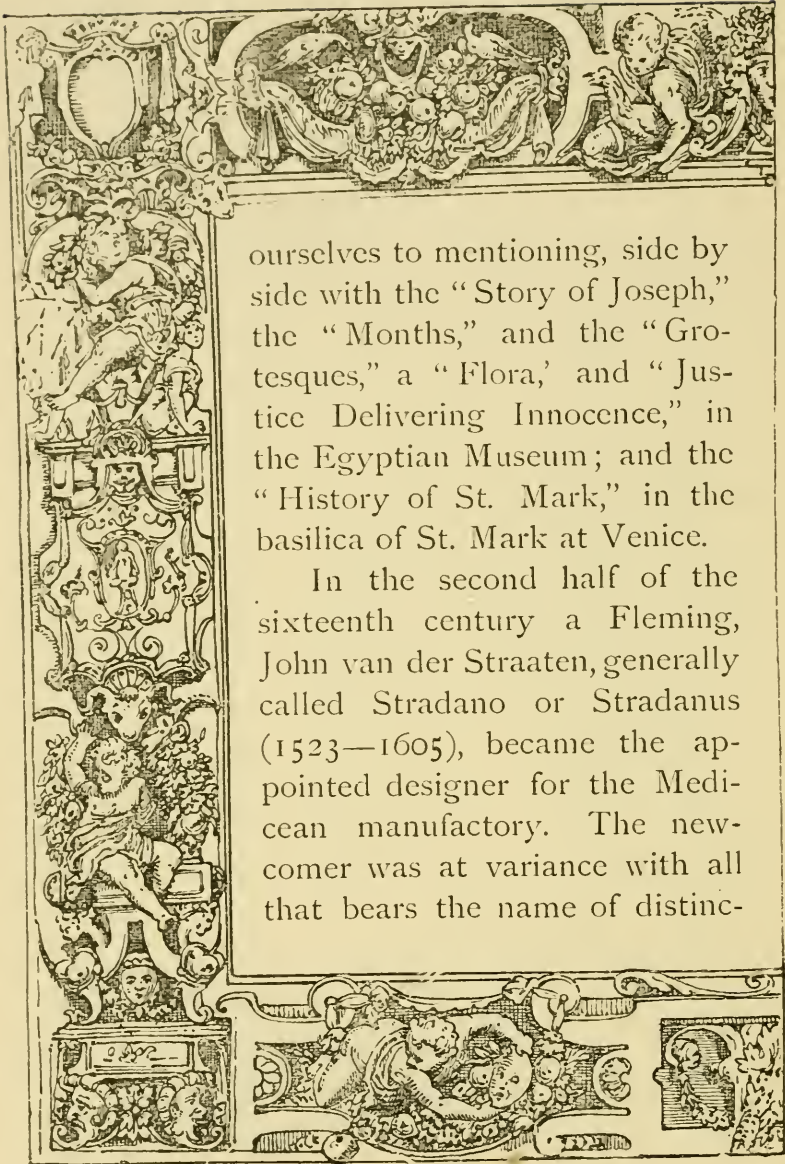 ourselves to mentioning, side by
side with the “Story of Joseph,”
the “Months,” and the “Gro-
tesques,” a “Flora,’ and “Jus-
tice Delivering Innocence,” in
the Egyptian Museum; and the
“History of St. Mark,” in the
basilica of St. Mark at Venice.
In the second half of the
sixteenth century a Fleming,
John van der Straaten, generally
called Stradano or Stradanus
(1523—1605), became the ap-
pointed designer for the Medi-
cean manufactory. The new-
comer was at variance with all
that bears the name of distinc-